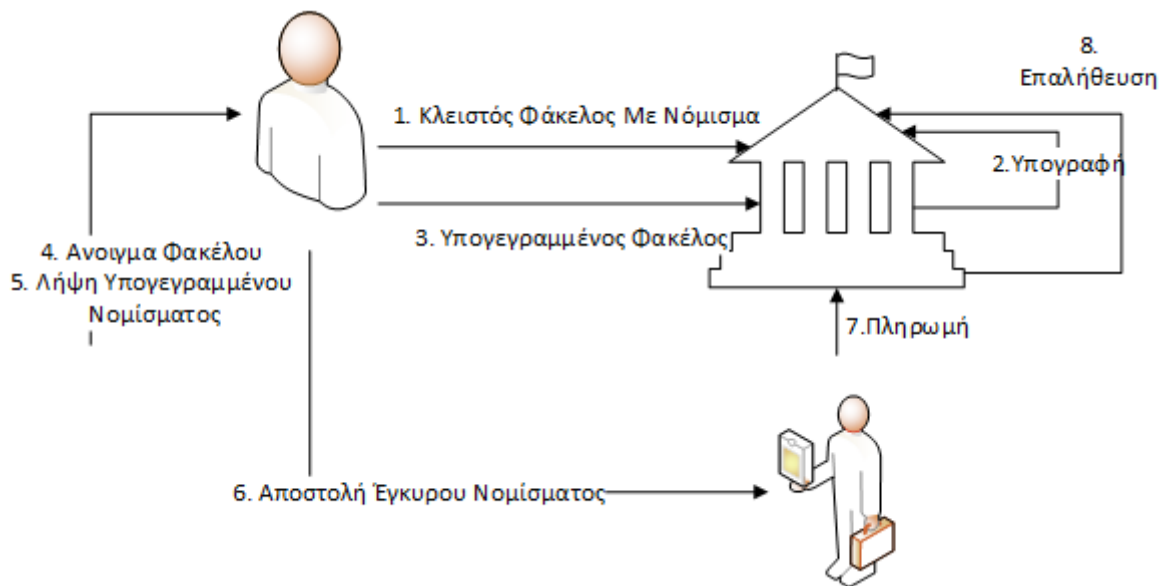 8.
Επαλήθευση
1. Κλειστός Φάκελος Με Νόμισμα
2.Υπογραφή
3. Υπογεγραμμένος Φακέλος
4. Ανοιγμα Φακέλου
5. Λήψη Υπογεγραμμένου
Νομίσματος
7.Πληρωμή
6. Αποστολή Έγκυρου Νομίσματος